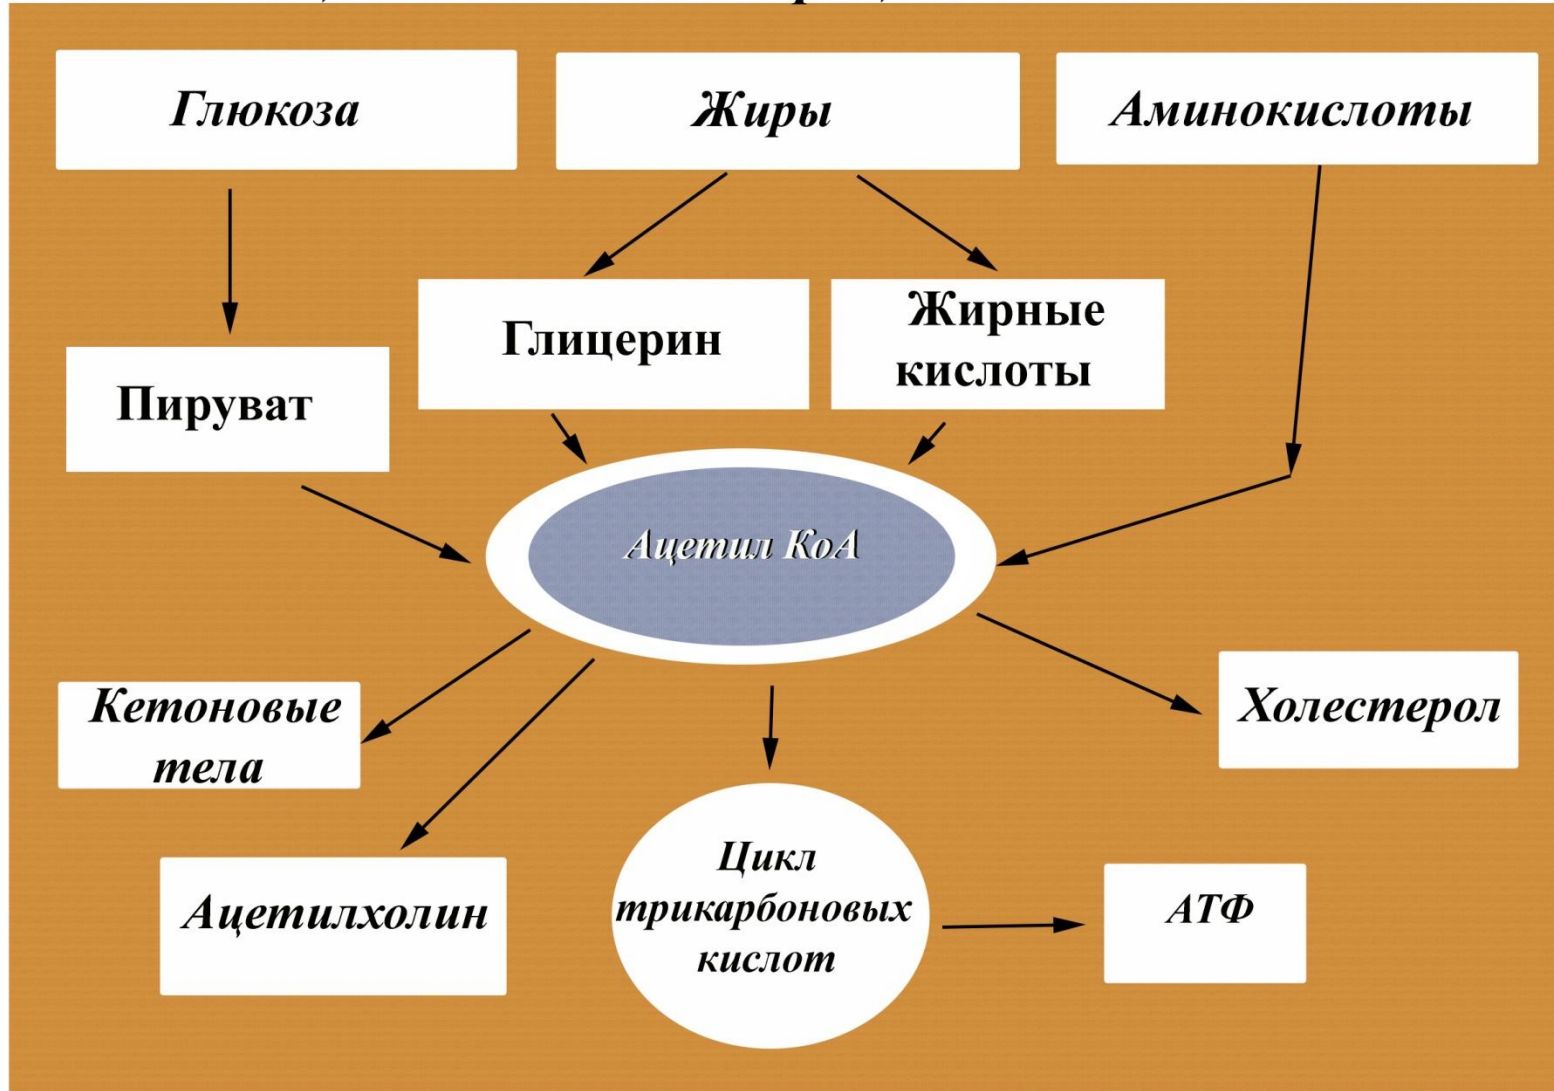 Глюкоза
Жиры
Аминокислоты
Глицерин
Жирные
кислоты
Пируват
Ацетил КоА
Кетоновые
тела
Холестерол
Ацетилхолин
Цикл
трикарбоновых
кислот
АТФ